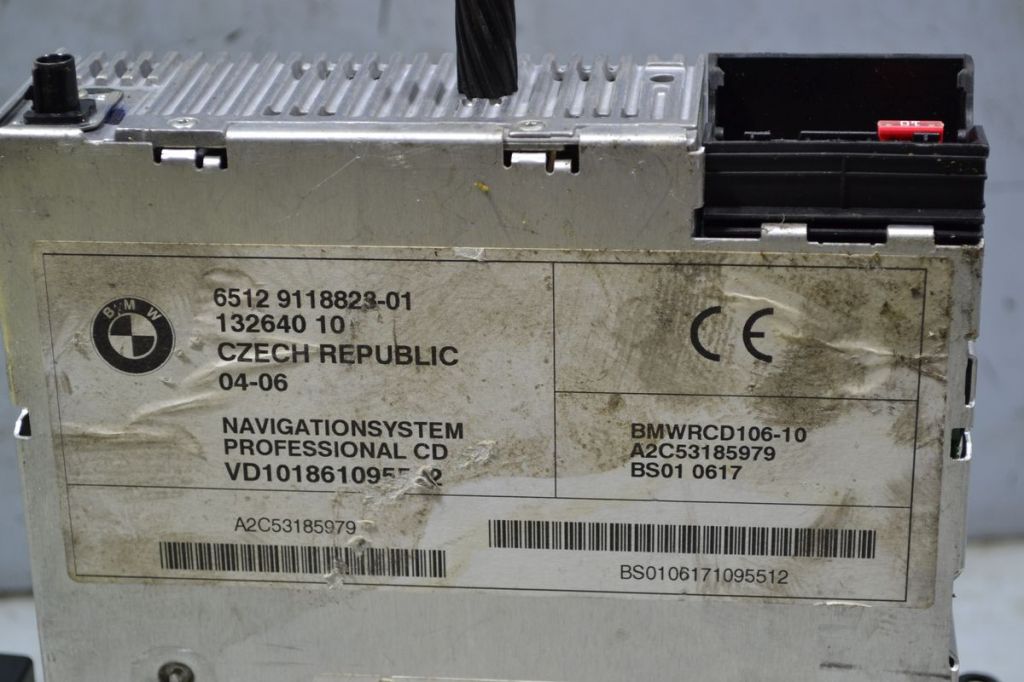 BMW
6512 9118823-01
132640 10
CZECH REPUBLIC
04-06
NAVIGATIONSYSTEM
PROFESSIONAL CD
CE
BMWRCD106-10
A2C53185979
BS01 0617
A2C53185979
BS0106171095512
10